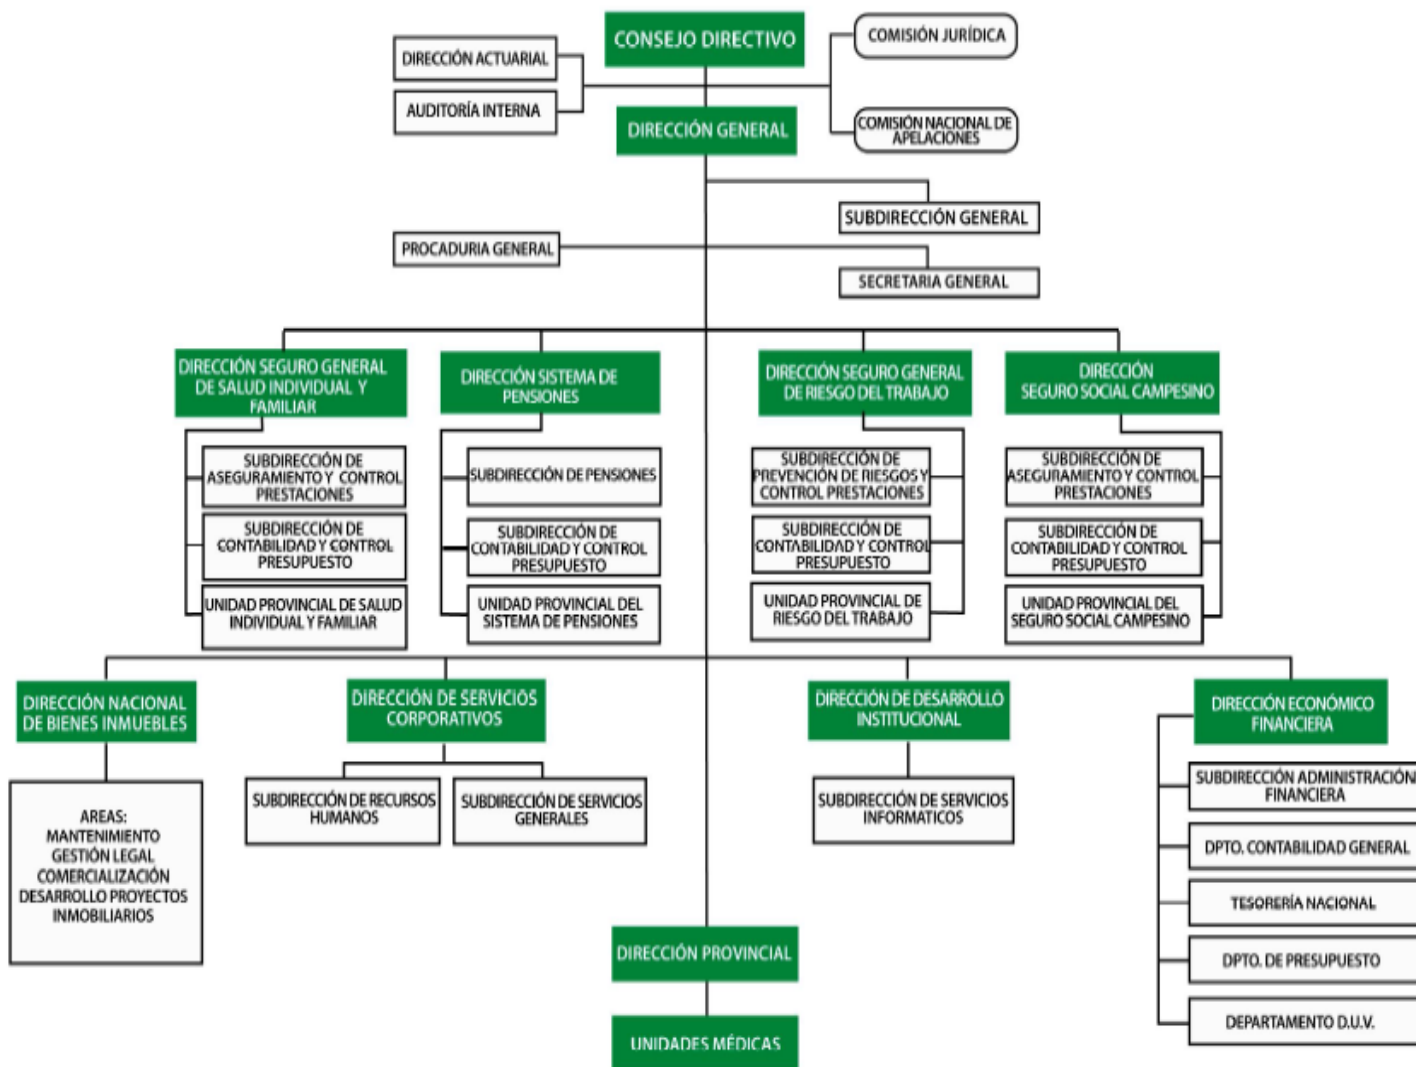 CONSEJO DIRECTIVO
COMISIÓN JURÍDICA
DIRECCIÓN ACTUARIAL
AUDITORÍA INTERNA
DIRECCIÓN GENERAL
COMISIÓN NACIONAL DE
APELACIONES
SUBDIRECCIÓN GENERAL
PROCADURIA GENERAL
SECRETARIA GENERAL
DIRECCIÓN SEGURO GENERAL
DE SALUD INDIVIDUAL Y
FAMILIAR
DIRECCIÓN SISTEMA DE
PENSIONES
DIRECCIÓN SEGURO GENERAL
DE RIESGO DEL TRABAJO
DIRECCIÓN
SEGURO SOCIAL CAMPESINO
SUBDIRECCIÓN DE
ASEGURAMIENTO Y CONTROL
PRESTACIONES
SUBDIRECCIÓN DE PENSIONES
SUBDIRECCIÓN DE
PREVENCIÓN DE RIESGOS Y
CONTROL PRESTACIONES
SUBDIRECCIÓN DE
ASEGURAMIENTO Y CONTROL
PRESTACIONES
SUBDIRECCIÓN DE
CONTABILIDAD Y CONTROL
PRESUPUESTO
SUBDIRECCIÓN DE
CONTABILIDAD Y CONTROL
PRESUPUESTO
SUBDIRECCIÓN DE
CONTABILIDAD Y CONTROL
PRESUPUESTO
SUBDIRECCIÓN DE
CONTABILIDAD Y CONTROL
PRESUPUESTO
UNIDAD PROVINCIAL DE SALUD
INDIVIDUAL Y FAMILIAR
UNIDAD PROVINCIAL DEL
SISTEMA DE PENSIONES
UNIDAD PROVINCIAL DE
RIESGO DEL TRABAJO
UNIDAD PROVINCIAL DEL
SEGURO SOCIAL CAMPESINO
DIRECCIÓN NACIONAL
DE BIENES INMUEBLES
DIRECCIÓN DE SERVICIOS
CORPORATIVOS
DIRECCIÓN DE DESARROLLO
INSTITUCIONAL
DIRECCIÓN ECONÓMICO
FINANCIERA
AREAS:
MANTENIMIENTO
GESTIÓN LEGAL
COMERCIALIZACIÓN
DESARROLLO PROYECTOS
INMOBILIARIOS
SUBDIRECCIÓN DE RECURSOS
HUMANOS
SUBDIRECCIÓN DE SERVICIOS
GENERALES
SUBDIRECCIÓN DE SERVICIOS
INFORMATICOS
SUBDIRECCIÓN ADMINISTRACIÓN
FINANCIERA
DPTO. CONTABILIDAD GENERAL
TESORERÍA NACIONAL
DPTO. DE PRESUPUESTO
DEPARTAMENTO D.U.V.
DIRECCIÓN PROVINCIAL
UNIDADES MÉDICAS